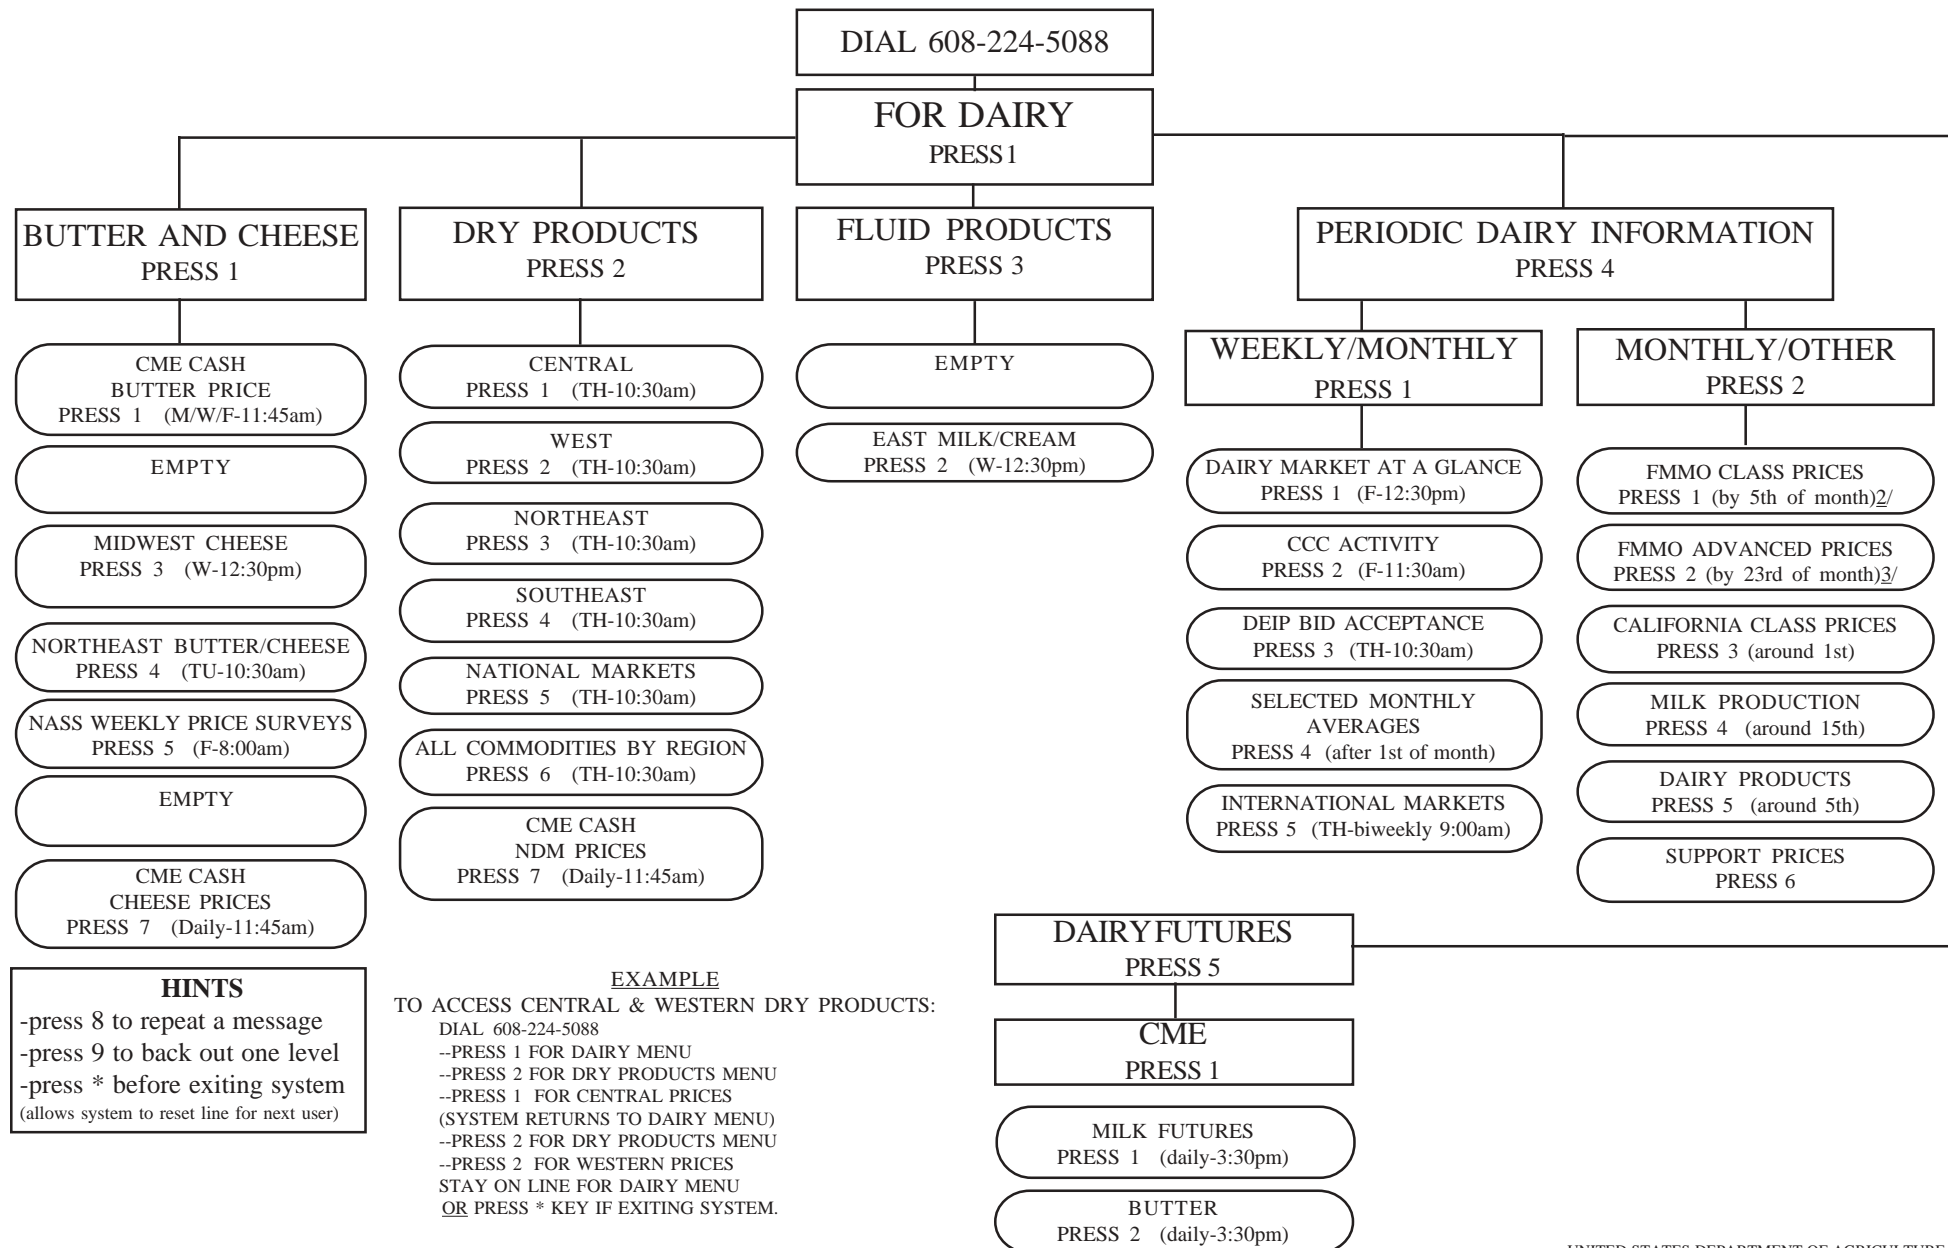 DIAL 608-224-5088
FOR DAIRY
PRESS 1
BUTTER AND CHEESE
PRESS 1
CME CASH
BUTTER PRICE
PRESS 1 (M/W/F-11:45am)
EMPTY
MIDWEST CHEESE
PRESS 3 (W-12:30pm)
NORTHEAST BUTTER/CHEESE
PRESS 4 (TU-10:30am)
NASS WEEKLY PRICE SURVEYS
PRESS 5 (F-8:00am)
EMPTY
CME CASH
CHEESE PRICES
PRESS 7 (Daily-11:45am)
DRY PRODUCTS
PRESS 2
CENTRAL
PRESS 1 (TH-10:30am)
WEST
PRESS 2 (TH-10:30am)
NORTHEAST
PRESS 3 (TH-10:30am)
SOUTHEAST
PRESS 4 (TH-10:30am)
NATIONAL MARKETS
PRESS 5 (TH-10:30am)
ALL COMMODITIES BY REGION
PRESS 6 (TH-10:30am)
CME CASH
NDM PRICES
PRESS 7 (Daily-11:45am)
FLUID PRODUCTS
PRESS 3
EMPTY
EAST MILK/CREAM
PRESS 2 (W-12:30pm)
PERIODIC DAIRY INFORMATION
PRESS 4
WEEKLY/MONTHLY
PRESS 1
DAIRY MARKET AT A GLANCE
PRESS 1 (F-12:30pm)
CCC ACTIVITY
PRESS 2 (F-11:30am)
DEIP BID ACCEPTANCE
PRESS 3 (TH-10:30am)
SELECTED MONTHLY
AVERAGES
PRESS 4 (after 1st of month)
INTERNATIONAL MARKETS
PRESS 5 (TH-biweekly 9:00am)
MONTHLY/OTHER
PRESS 2
FMMO CLASS PRICES
PRESS 1 (by 5th of month)2/
FMMO ADVANCED PRICES
PRESS 2 (by 23rd of month)3/
CALIFORNIA CLASS PRICES
PRESS 3 (around 1st)
MILK PRODUCTION
PRESS 4 (around 15th)
DAIRY PRODUCTS
PRESS 5 (around 5th)
SUPPORT PRICES
PRESS 6
DAIRY FUTURES
PRESS 5
CME
PRESS 1
MILK FUTURES
PRESS 1 (daily-3:30pm)
BUTTER
PRESS 2 (daily-3:30pm)
HINTS
-press 8 to repeat a message
-press 9 to back out one level
-press * before exiting system
(allows system to reset line for next user)
EXAMPLE
TO ACCESS CENTRAL & WESTERN DRY PRODUCTS:
DIAL 608-224-5088
--PRESS 1 FOR DAIRY MENU
--PRESS 2 FOR DRY PRODUCTS MENU
--PRESS 1 FOR CENTRAL PRICES
(SYSTEM RETURNS TO DAIRY MENU)
--PRESS 2 FOR DRY PRODUCTS MENU
--PRESS 2 FOR WESTERN PRICES
STAY ON LINE FOR DAIRY MENU
OR PRESS * KEY IF EXITING SYSTEM.
UNITED STATES DEPARTMENT OF AGRICULTURE